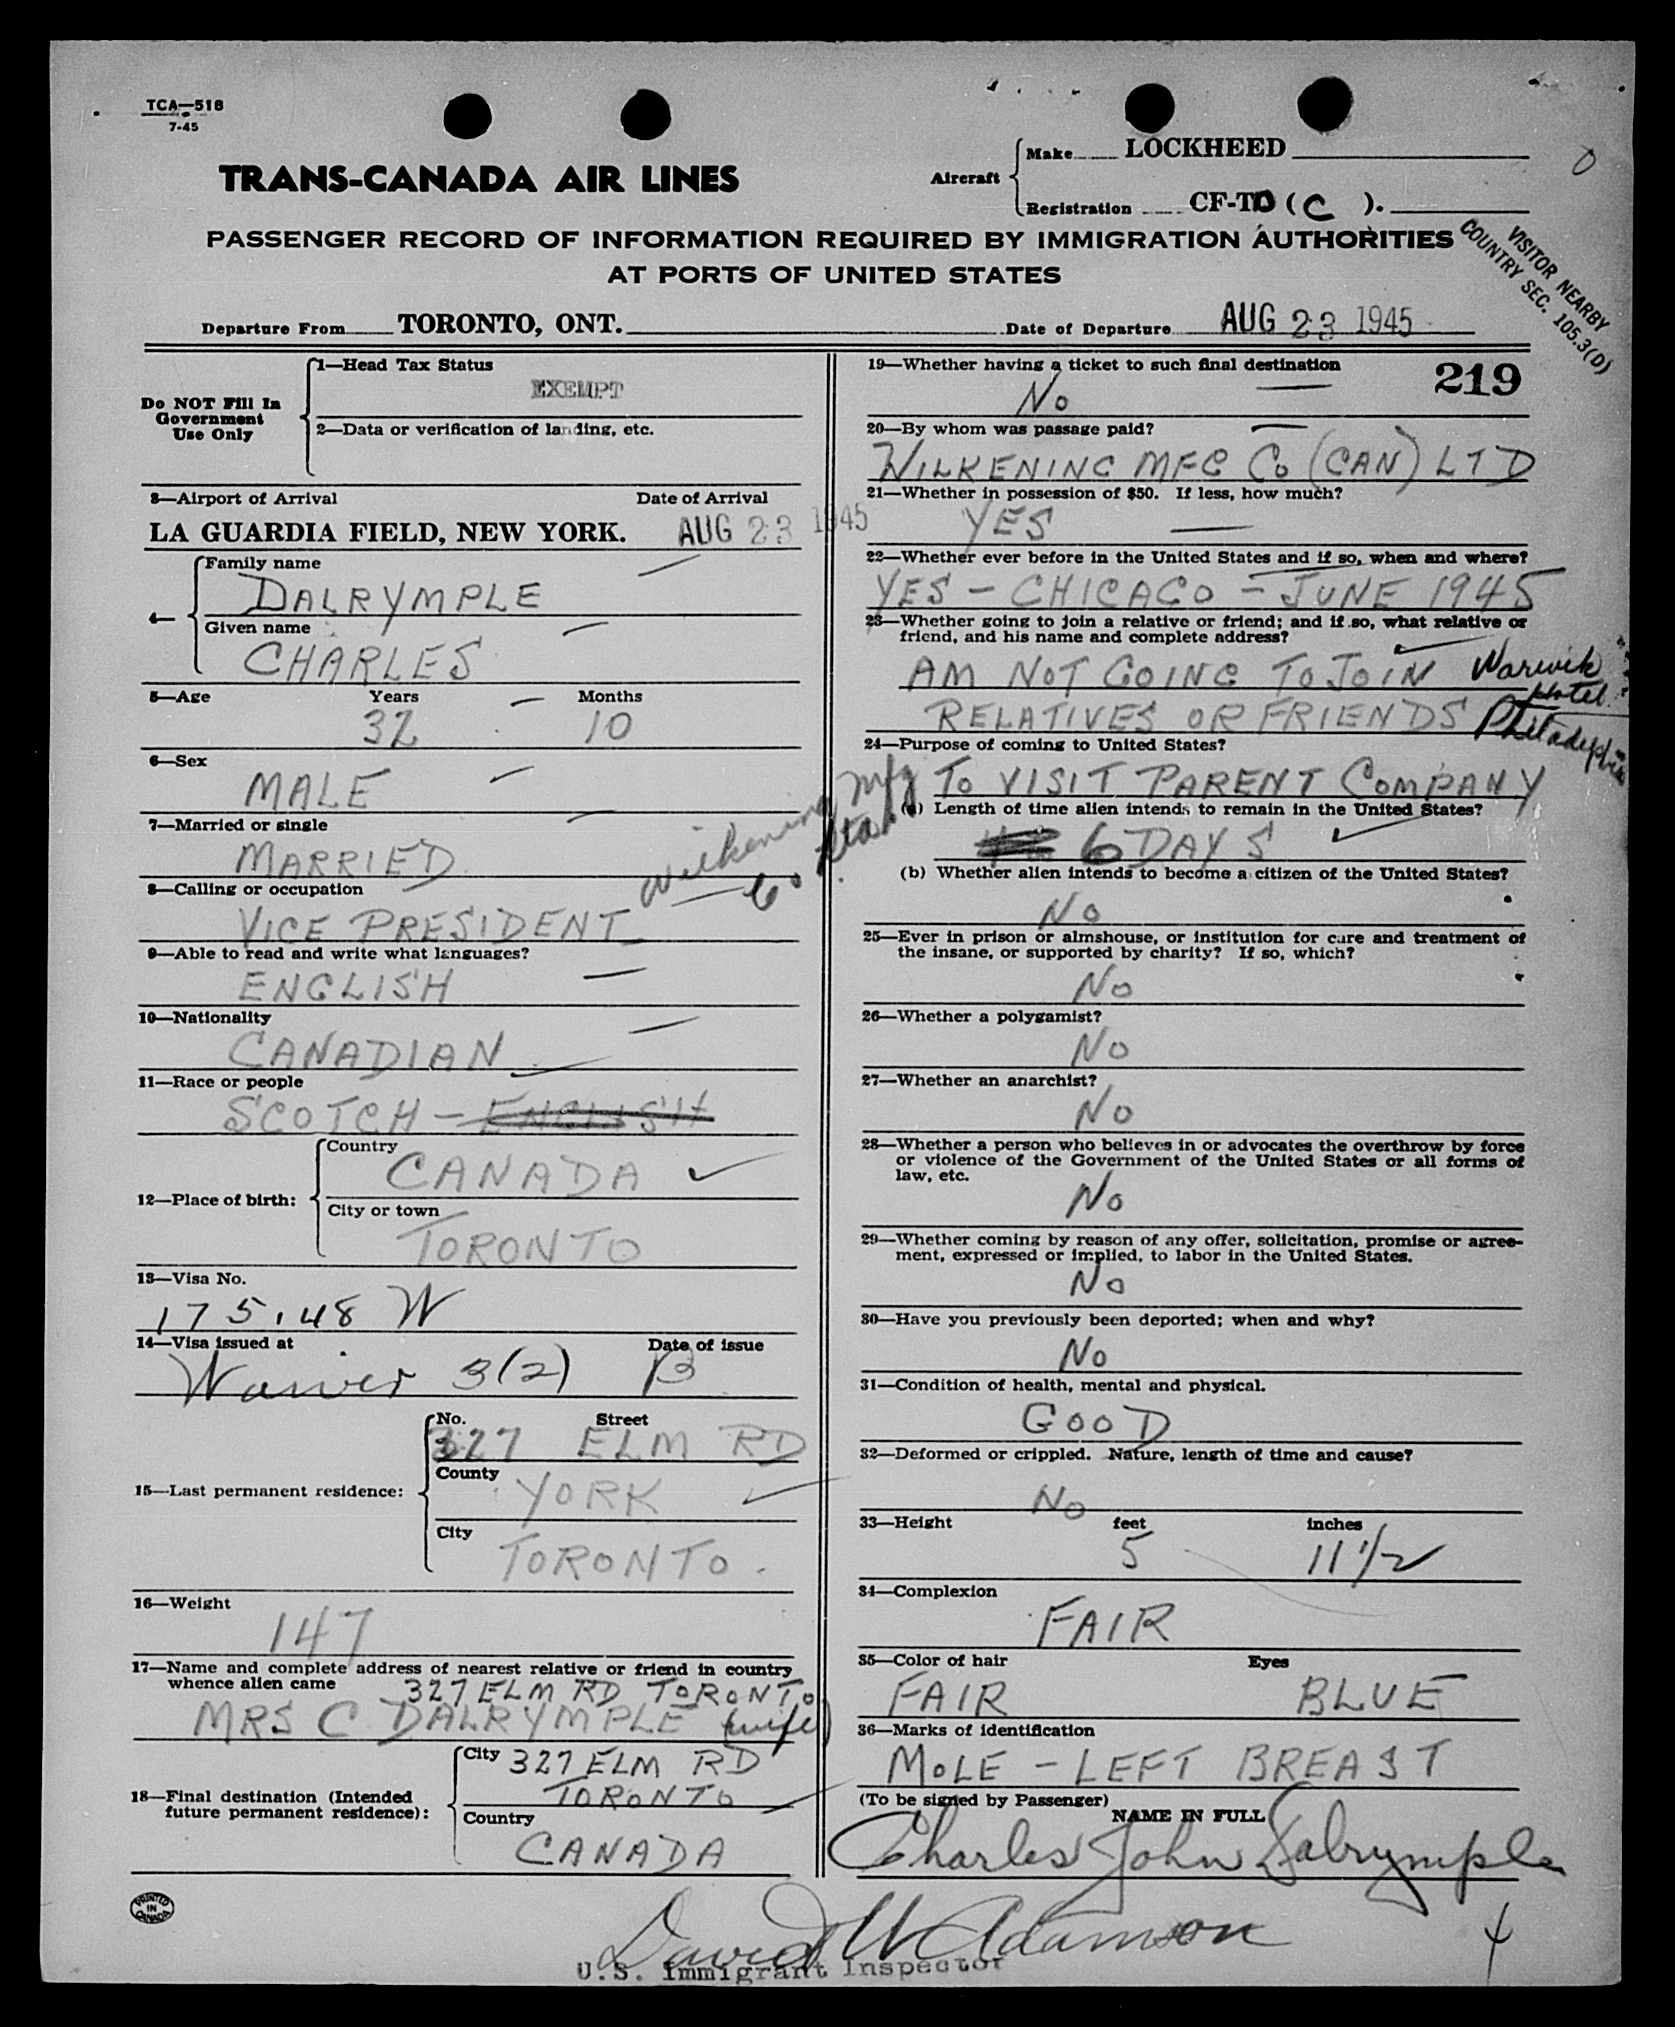 TCA—518
7-45
TRANS-CANADA AIR LINES
Aircraft
Make LOCKHEED
Registration CF-T (C ).
PASSENGER RECORD OF INFORMATION REQUIRED BY IMMIGRATION AUTHORITIES
AT PORTS OF UNITED STATES
VISITOR NEARBY
COUNTRY SEC. 105.3(D)
Departure From TORONTO, ONT. Date of Departure AUG 23 1945
Do NOT Fill In
Government
Use Only
1—Head Tax Status
EXEMPT
2—Data or verification of landing, etc.
3—Airport of Arrival Date of Arrival
LA GUARDIA FIELD, NEW YORK. AUG 23 1945
4—
Family name
DALRYMPLE
Given name
CHARLES
5—Age Years Months
32 10
6—Sex
MALE
7—Married or single
MARRIED
8—Calling or occupation
VICE PRESIDENT
Wilkening Mfg
Co.
9—Able to read and write what languages?
ENGLISH
10—Nationality
CANADIAN
11—Race or people
SCOTCH - ENGLISH
12—Place of birth:
Country
CANADA
City or town
TORONTO
13—Visa No.
175.148 W
14—Visa issued at Date of issue
Waiver 3(2) B
15—Last permanent residence:
No. Street
327 ELM RD
County
YORK
City
TORONTO.
16—Weight
147
17—Name and complete address of nearest relative or friend in country
whence alien came 327 ELM RD TORONTO
MRS C DALRYMPLE (wife)
18—Final destination (Intended
future permanent residence):
City 327 ELM RD
TORONTO
Country
CANADA
PRINTED
IN
CANADA
19—Whether having a ticket to such final destination 219
No
20—By whom was passage paid?
WILKENING MFG Co (CAN) LTD
21—Whether in possession of $50. If less, how much?
YES
22—Whether ever before in the United States and if so, when and where?
YES - CHICAGO - JUNE 1945
23—Whether going to join a relative or friend; and if so, what relative or
friend, and his name and complete address?
AM NOT GOING TO JOIN
RELATIVES OR FRIENDS
Warwick
Hotel
Philadelphia
24—Purpose of coming to United States?
TO VISIT PARENT COMPANY
(a) Length of time alien intends to remain in the United States?
6 DAYS
(b) Whether alien intends to become a citizen of the United States?
No
25—Ever in prison or almshouse, or institution for care and treatment of
the insane, or supported by charity? If so, which?
No
26—Whether a polygamist?
No
27—Whether an anarchist?
No
28—Whether a person who believes in or advocates the overthrow by force
or violence of the Government of the United States or all forms of
law, etc.
No
29—Whether coming by reason of any offer, solicitation, promise or agree-
ment, expressed or implied, to labor in the United States.
No
30—Have you previously been deported; when and why?
No
31—Condition of health, mental and physical.
GOOD
32—Deformed or crippled. Nature, length of time and cause?
No
33—Height feet inches
5 11 1/2
34—Complexion
FAIR
35—Color of hair Eyes
FAIR BLUE
36—Marks of identification
MOLE - LEFT BREAST
(To be signed by Passenger)
NAME IN FULL
Charles John Dalrymple
David W Adamson
U.S. Immigrant Inspector